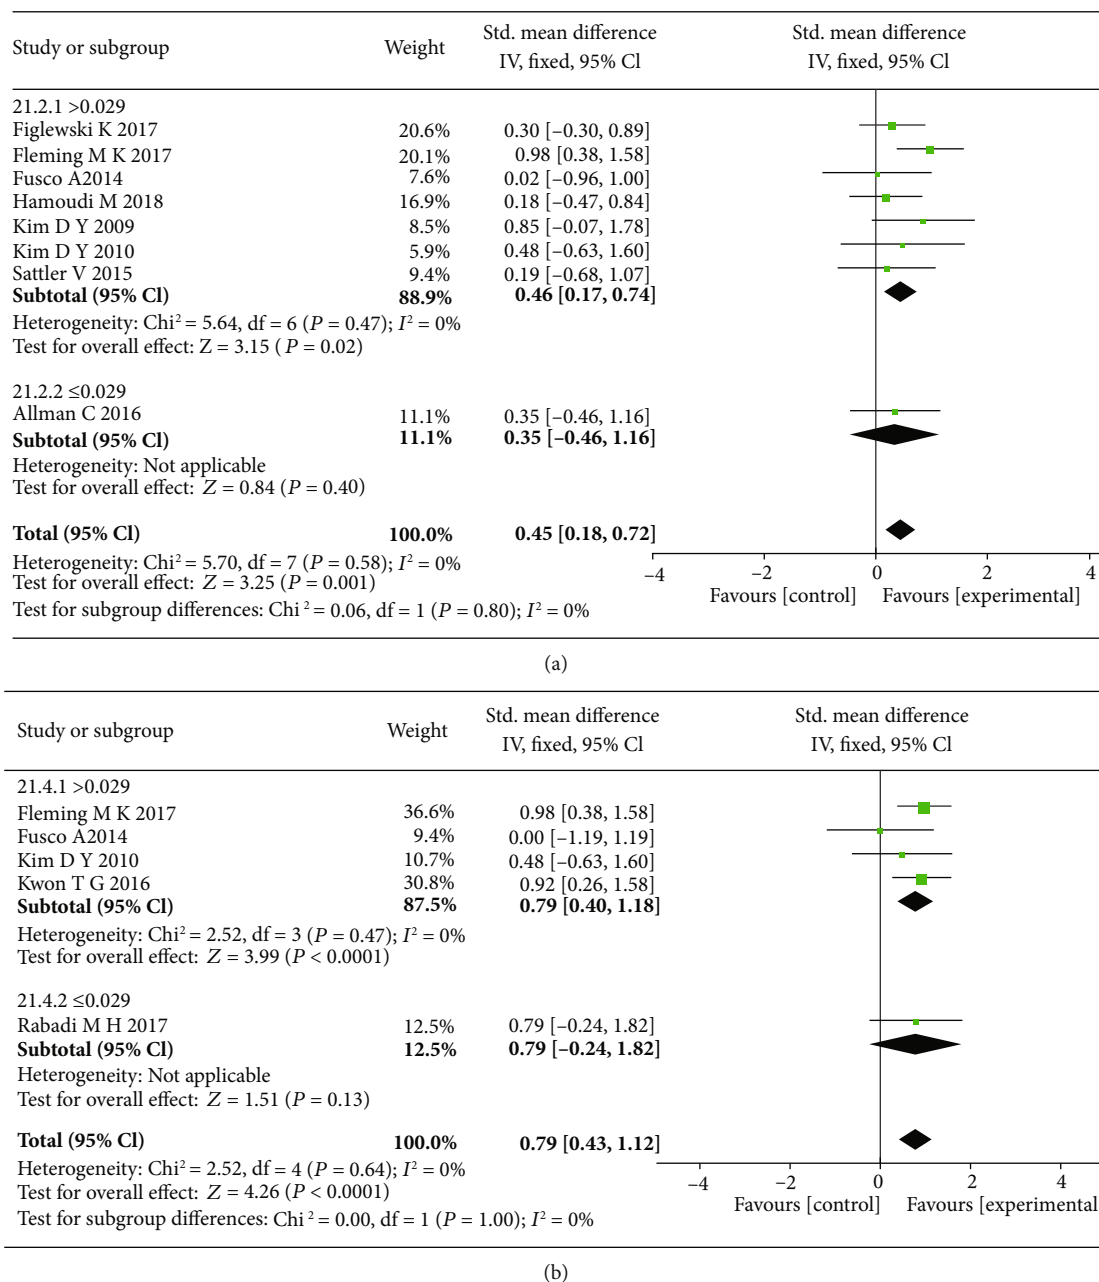 Study or subgroup Weight Std. mean difference Std. mean difference
IV, fixed, 95% Cl IV, fixed, 95% Cl
21.2.1 >0.029
Figlewski K 2017 20.6% 0.30 [–0.30, 0.89]
Fleming M K 2017 20.1% 0.98 [0.38, 1.58]
Fusco A2014 7.6% 0.02 [–0.96, 1.00]
Hamoudi M 2018 16.9% 0.18 [–0.47, 0.84]
Kim D Y 2009 8.5% 0.85 [–0.07, 1.78]
Kim D Y 2010 5.9% 0.48 [–0.63, 1.60]
Sattler V 2015 9.4% 0.19 [–0.68, 1.07]
Subtotal (95% Cl) 88.9% 0.46 [0.17, 0.74]
Heterogeneity: Chi² = 5.64, df = 6 (P = 0.47); I² = 0%
Test for overall effect: Z = 3.15 ( P = 0.02)
21.2.2 ≤0.029
Allman C 2016 11.1% 0.35 [–0.46, 1.16]
Subtotal (95% Cl) 11.1% 0.35 [–0.46, 1.16]
Heterogeneity: Not applicable
Test for overall effect: Z = 0.84 (P = 0.40)
Total (95% Cl) 100.0% 0.45 [0.18, 0.72]
Heterogeneity: Chi² = 5.70, df = 7 (P = 0.58); I² = 0%
Test for overall effect: Z = 3.25 (P = 0.001)
–4 –2 0 2 4
Favours [control] Favours [experimental]
Test for subgroup differences: Chi ² = 0.06, df = 1 (P = 0.80); I² = 0%
(a)
Study or subgroup Weight Std. mean difference Std. mean difference
IV, fixed, 95% Cl IV, fixed, 95% Cl
21.4.1 >0.029
Fleming M K 2017 36.6% 0.98 [0.38, 1.58]
Fusco A2014 9.4% 0.00 [–1.19, 1.19]
Kim D Y 2010 10.7% 0.48 [–0.63, 1.60]
Kwon T G 2016 30.8% 0.92 [0.26, 1.58]
Subtotal (95% Cl) 87.5% 0.79 [0.40, 1.18]
Heterogeneity: Chi² = 2.52, df = 3 (P = 0.47); I² = 0%
Test for overall effect: Z = 3.99 (P < 0.0001)
21.4.2 ≤0.029
Rabadi M H 2017 12.5% 0.79 [–0.24, 1.82]
Subtotal (95% Cl) 12.5% 0.79 [–0.24, 1.82]
Heterogeneity: Not applicable
Test for overall effect: Z = 1.51 (P = 0.13)
Total (95% Cl) 100.0% 0.79 [0.43, 1.12]
Heterogeneity: Chi² = 2.52, df = 4 (P = 0.64); I² = 0%
–4 –2 0 2 4
Test for overall effect: Z = 4.26 (P < 0.0001)
Favours [control] Favours [experimental
Test for subgroup differences: Chi ² = 0.00, df = 1 (P = 1.00); I² = 0%
(b)